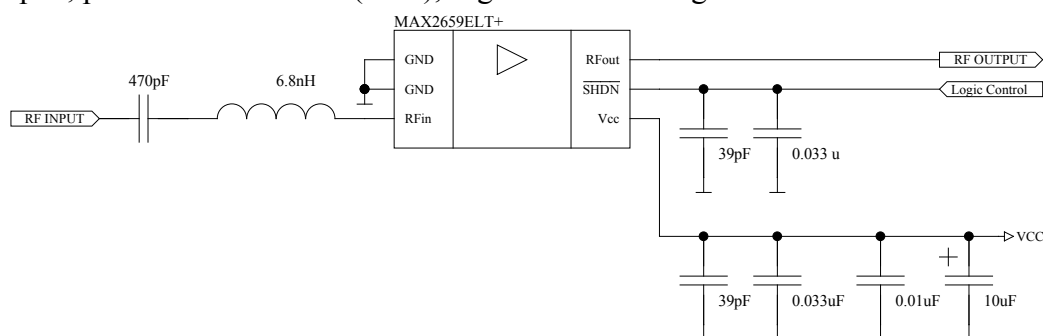 MAX2659ELT+
GND
RFout
RF OUTPUT
470pF
6.8nH
GND
SHDN
Logic Control
RF INPUT
RFin
Vcc
39pF
0.033 u
VCC
39pF
0.033uF
0.01uF
10uF